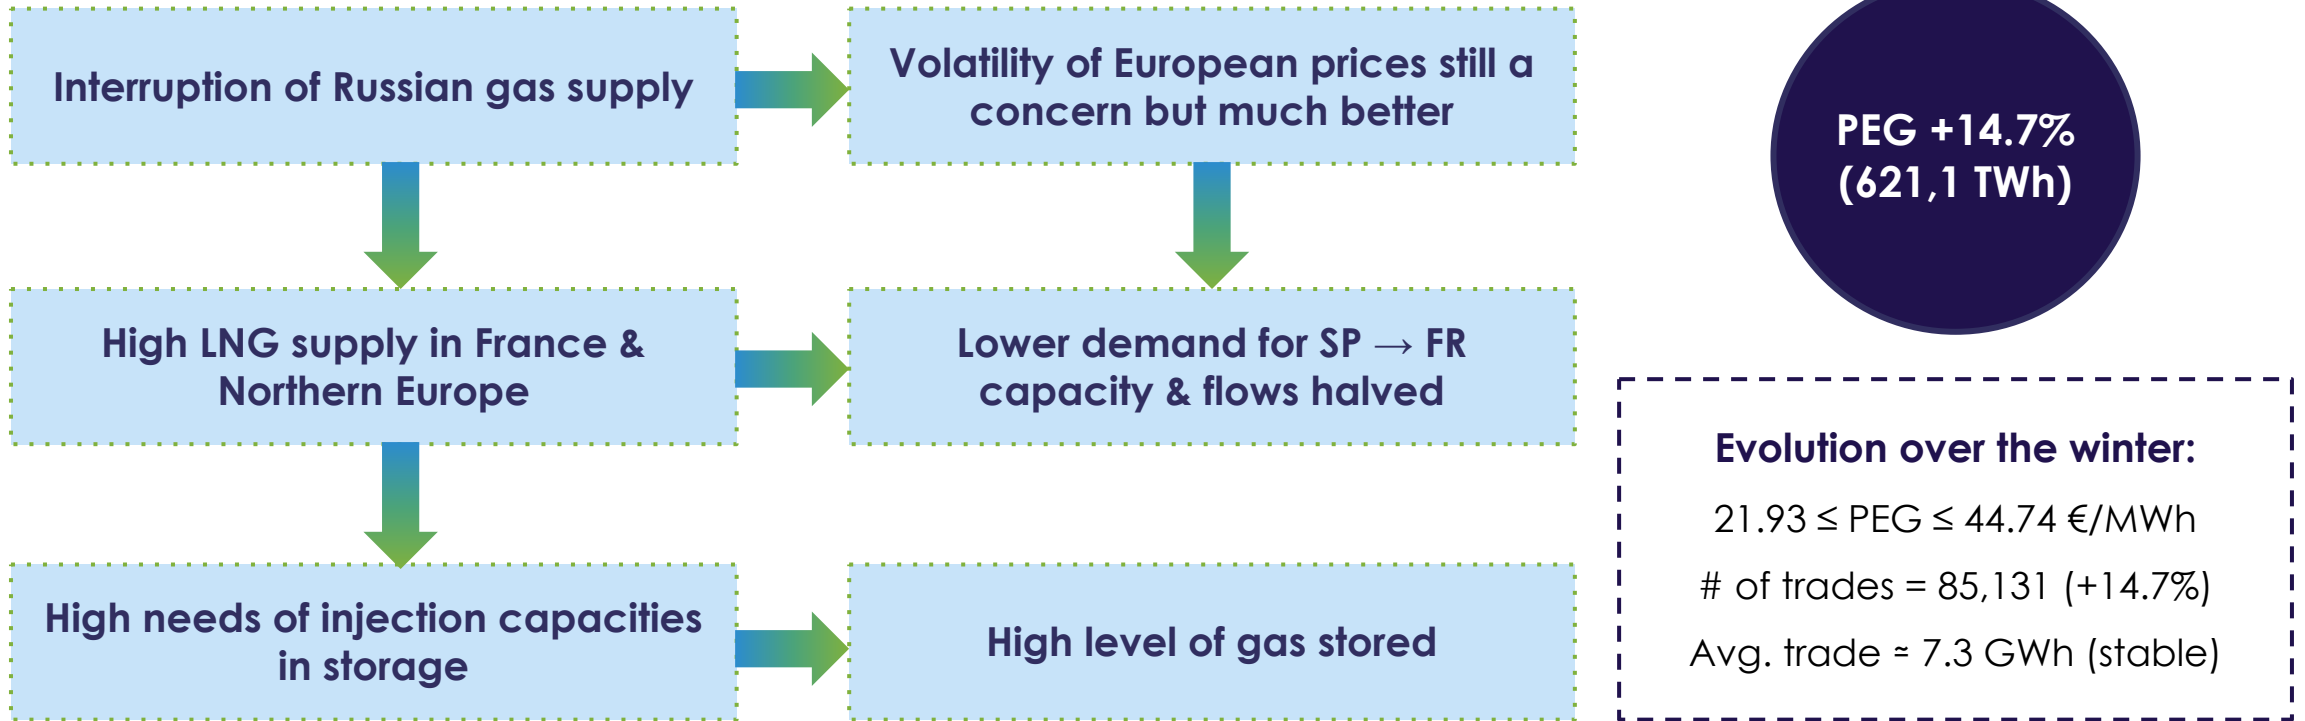 Interruption of Russian gas supply
Volatility of European prices still a
concern but much better
High LNG supply in France &
Northern Europe
Lower demand for SP → FR
capacity & flows halved
High needs of injection capacities
in storage
High level of gas stored
PEG +14.7%
(621,1 TWh)
Evolution over the winter:
21.93 ≤ PEG ≤ 44.74 €/MWh
# of trades = 85,131 (+14.7%)
Avg. trade ≃ 7.3 GWh (stable)